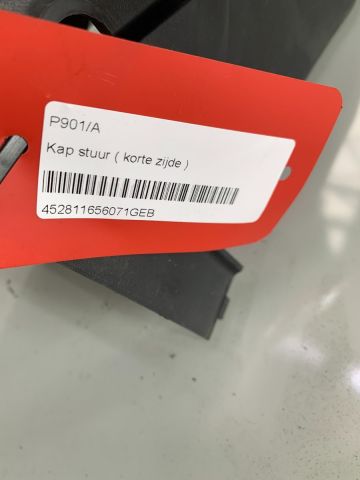 P901/A
Kap stuur ( korte zijde )
452811656071GEB